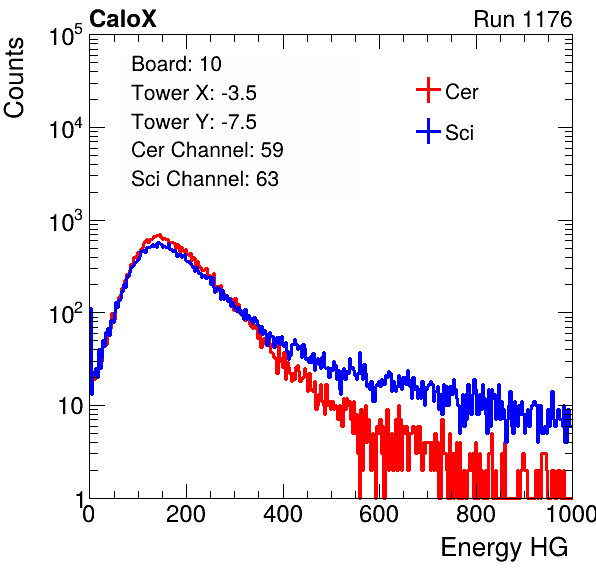 CaloX Run 1176
Counts
10^5
10^4
10^3
10^2
10
1
Board: 10
Tower X: -3.5
Tower Y: -7.5
Cer Channel: 59
Sci Channel: 63
Cer
Sci
0 200 400 600 800 1000
Energy HG